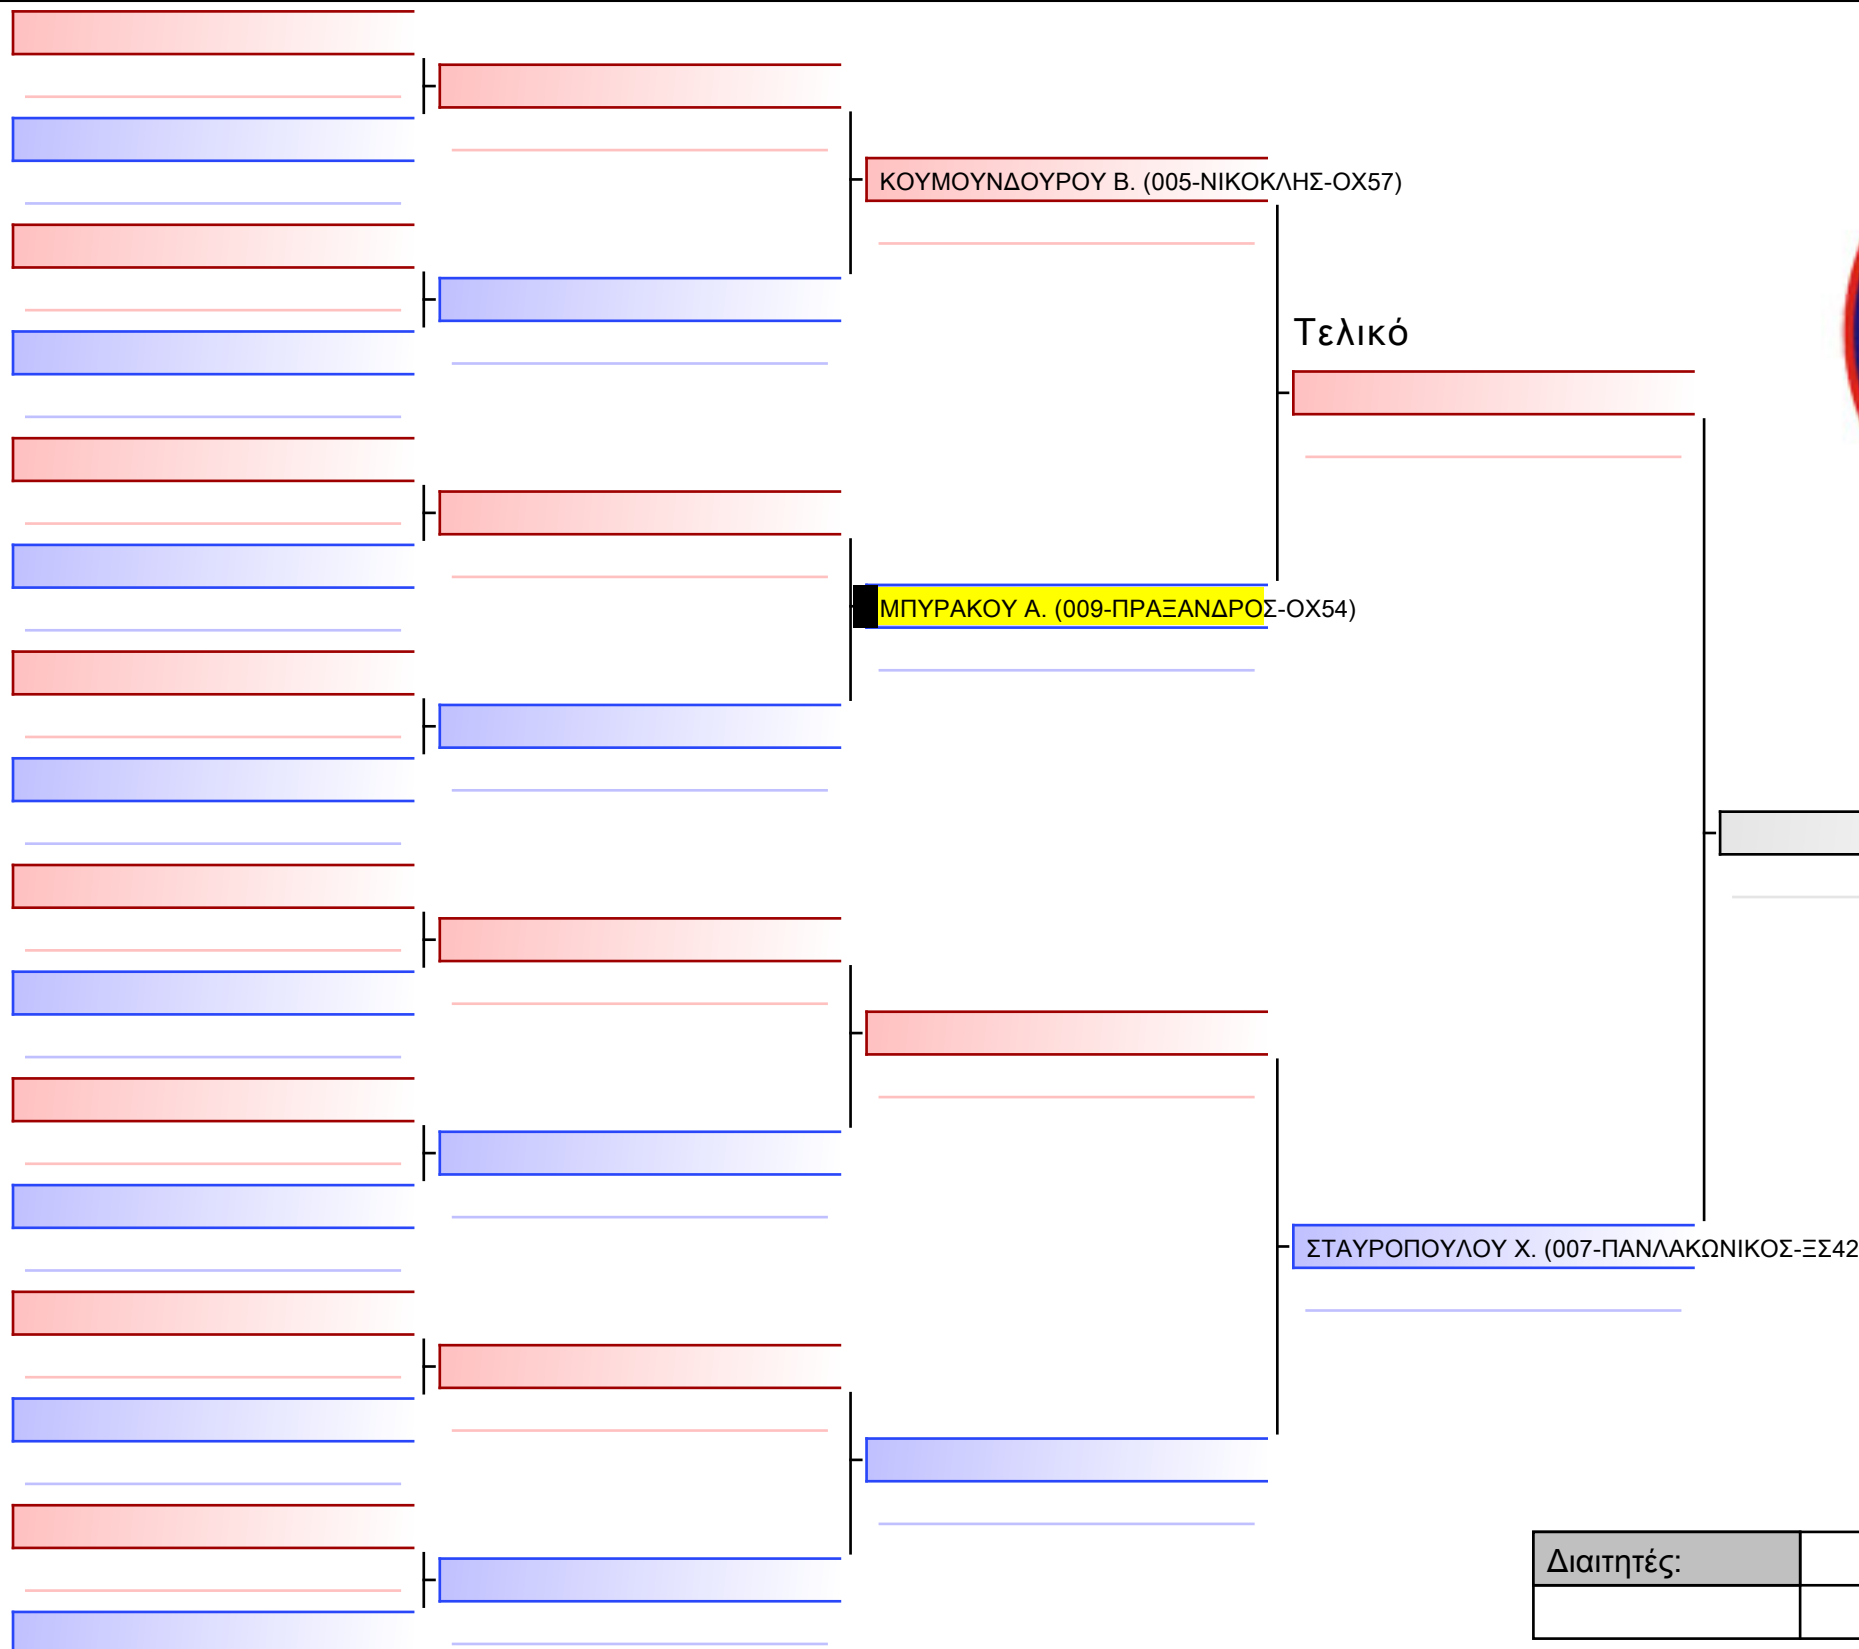 ΚΟΥΜΟΥΝΔΟΥΡΟΥ Β. (005-ΝΙΚΟΚΛΗΣ-ΟΧ57)
Τελικό
ΜΠΥΡΑΚΟΥ Α. (009-ΠΡΑΞΑΝΔΡΟΣ-ΟΧ54)
ΣΤΑΥΡΟΠΟΥΛΟΥ Χ. (007-ΠΑΝΛΑΚΩΝΙΚΟΣ-ΞΣ42
Διαιτητές: